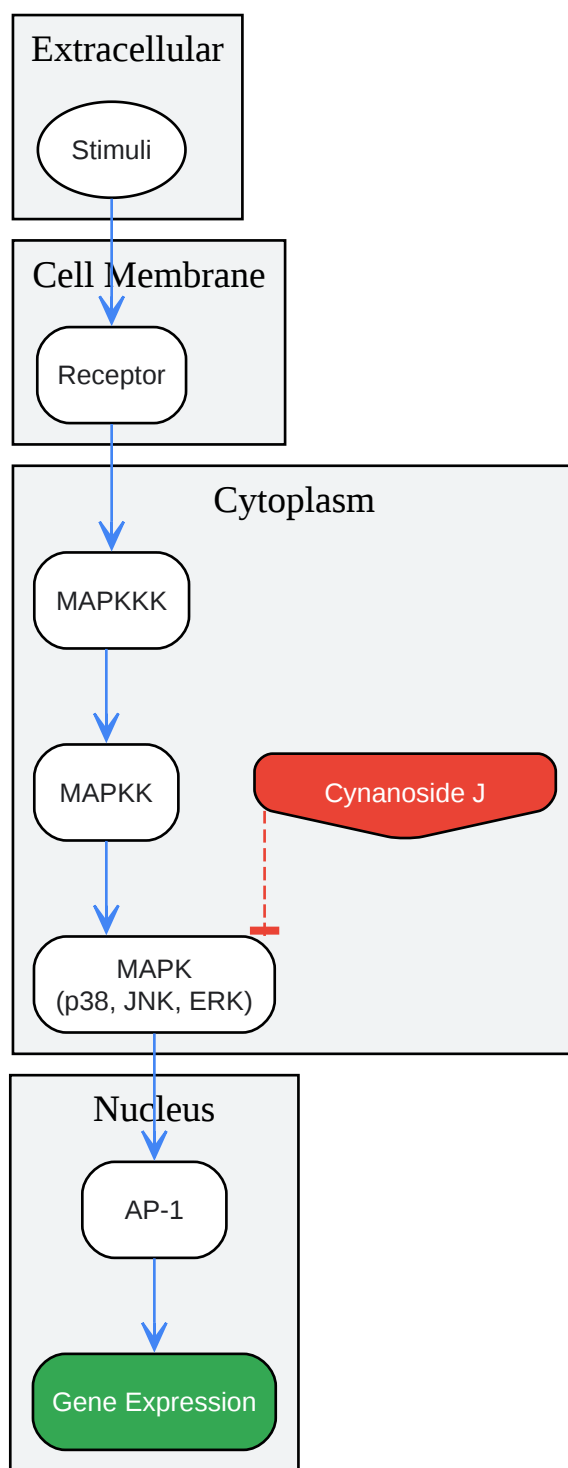 Extracellular
Stimuli
Cell Membrane
Receptor
Cytoplasm
MAPKKK
MAPKK
Cynanoside J
MAPK
(p38, JNK, ERK)
Nucleus
AP-1
Gene Expression